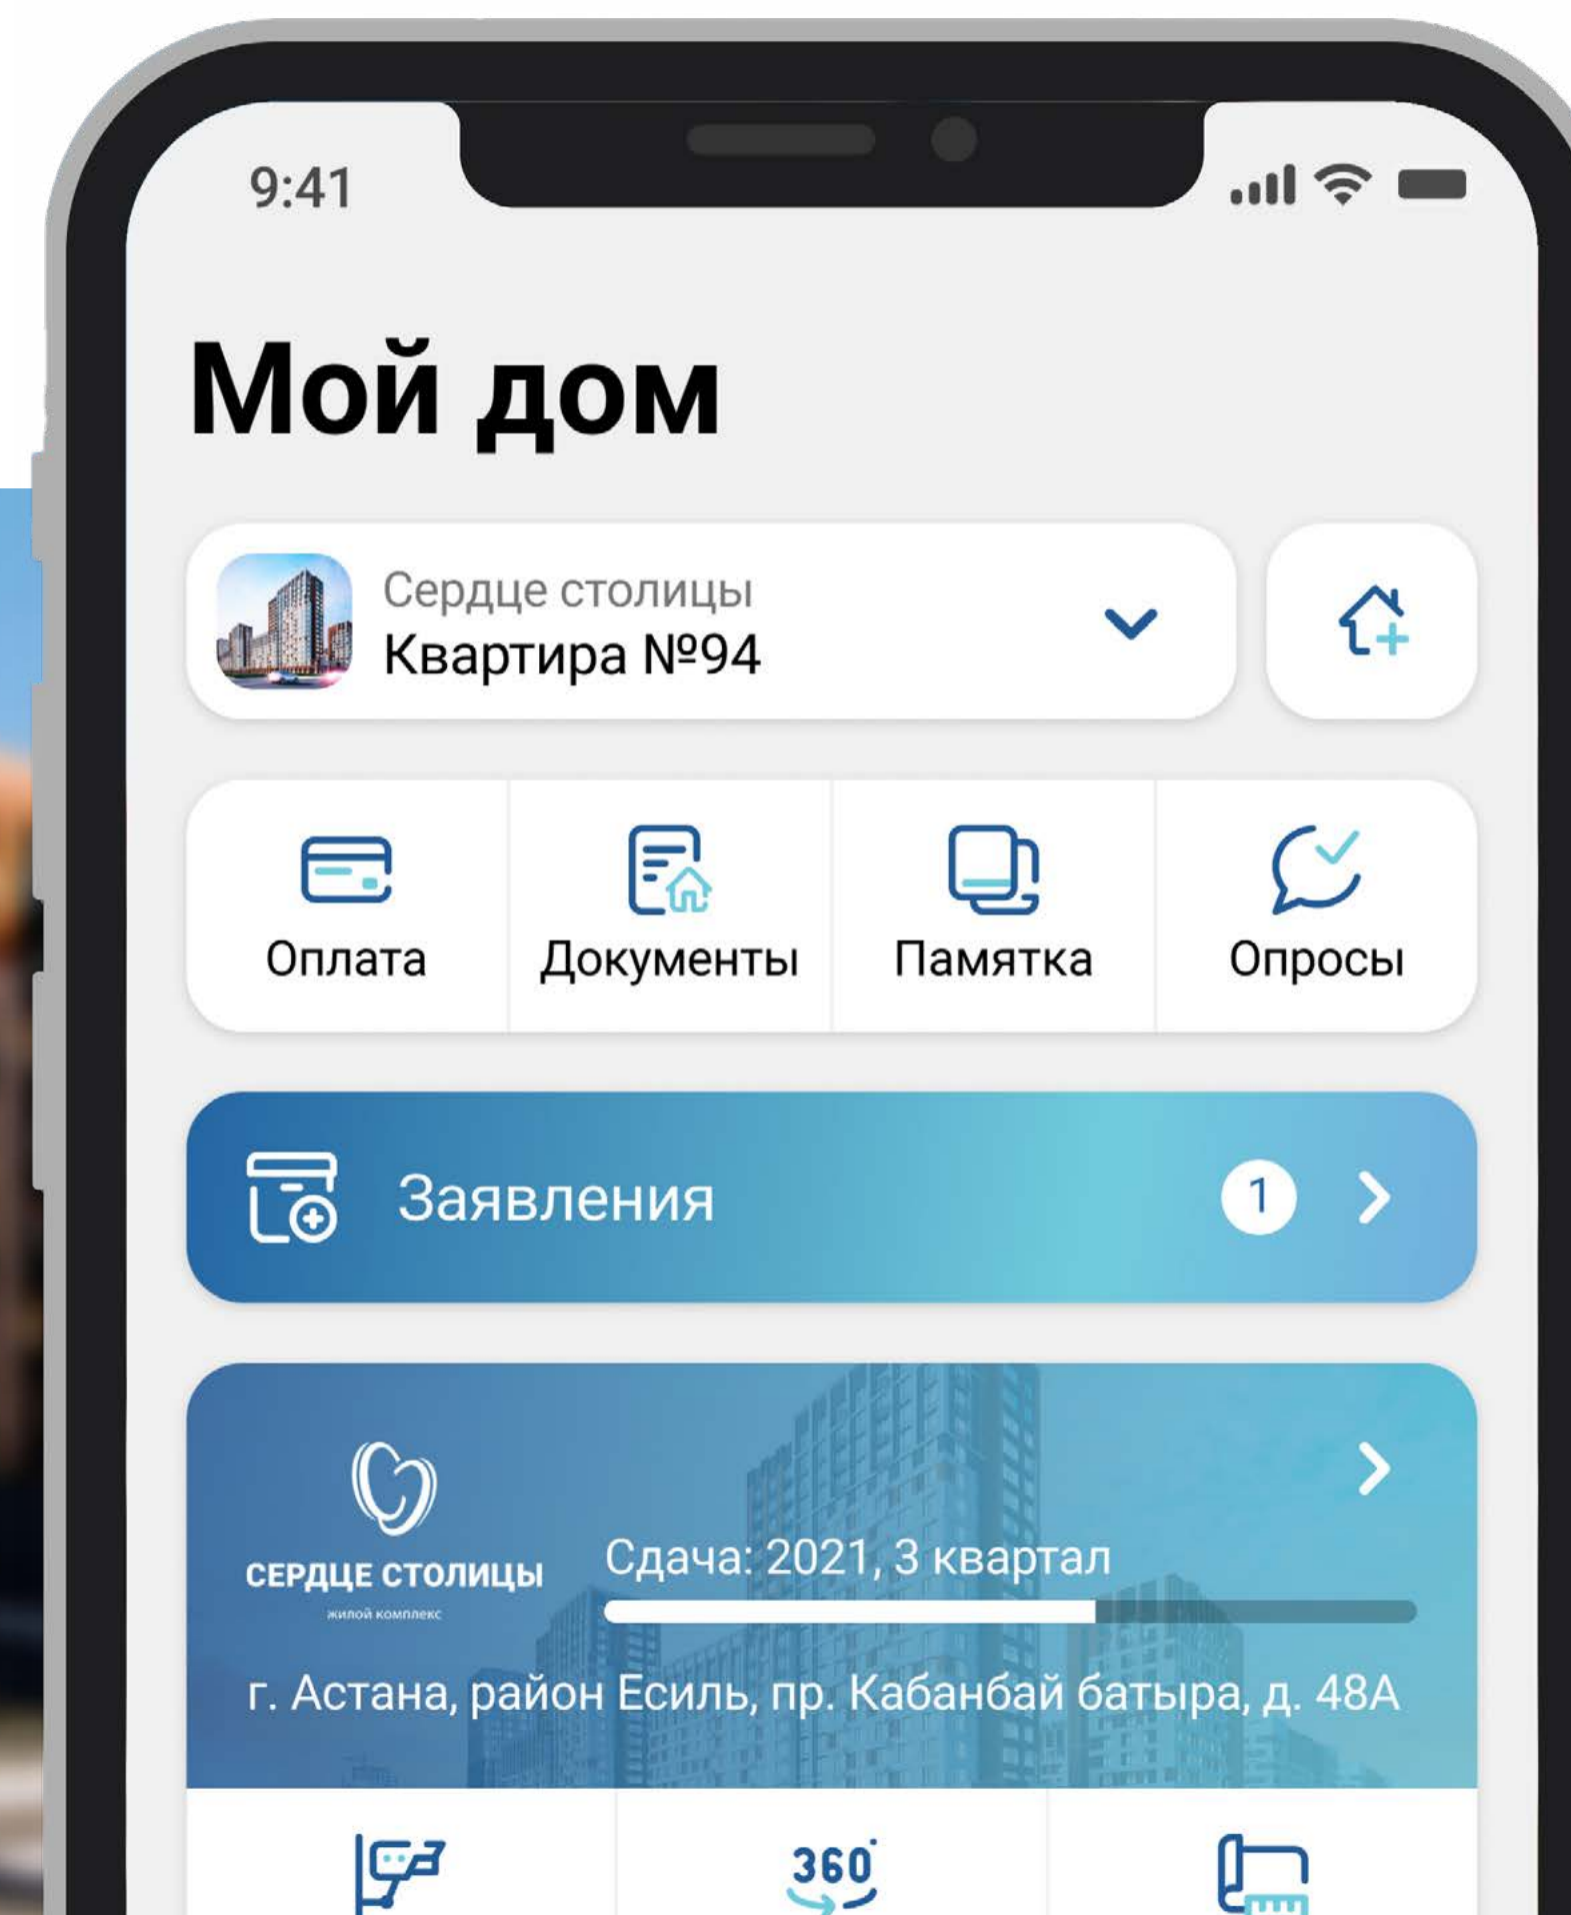 9:41
Мой дом
Сердце столицы
Квартира №94
Оплата
Документы
Памятка
Опросы
Заявления
1
СЕРДЦЕ СТОЛИЦЫ
жилой комплекс
Сдача: 2021, 3 квартал
г. Астана, район Есиль, пр. Кабанбай батыра, д. 48А
360°